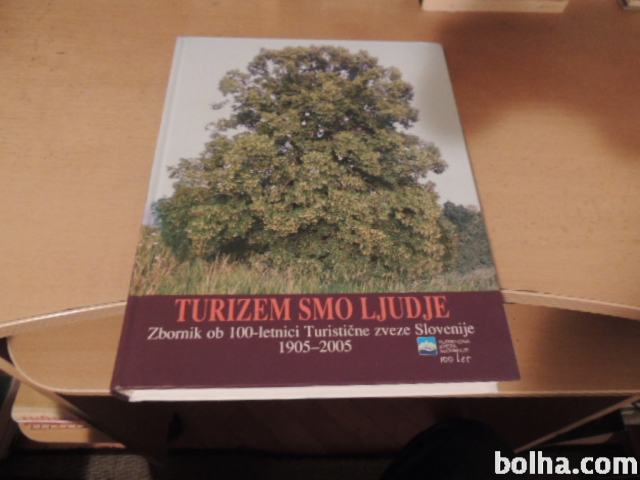 TURIZEM SMO LJUDJE
Zbornik ob 100-letnici Turistične zveze Slovenije
1905–2005
100 let
bolha.com